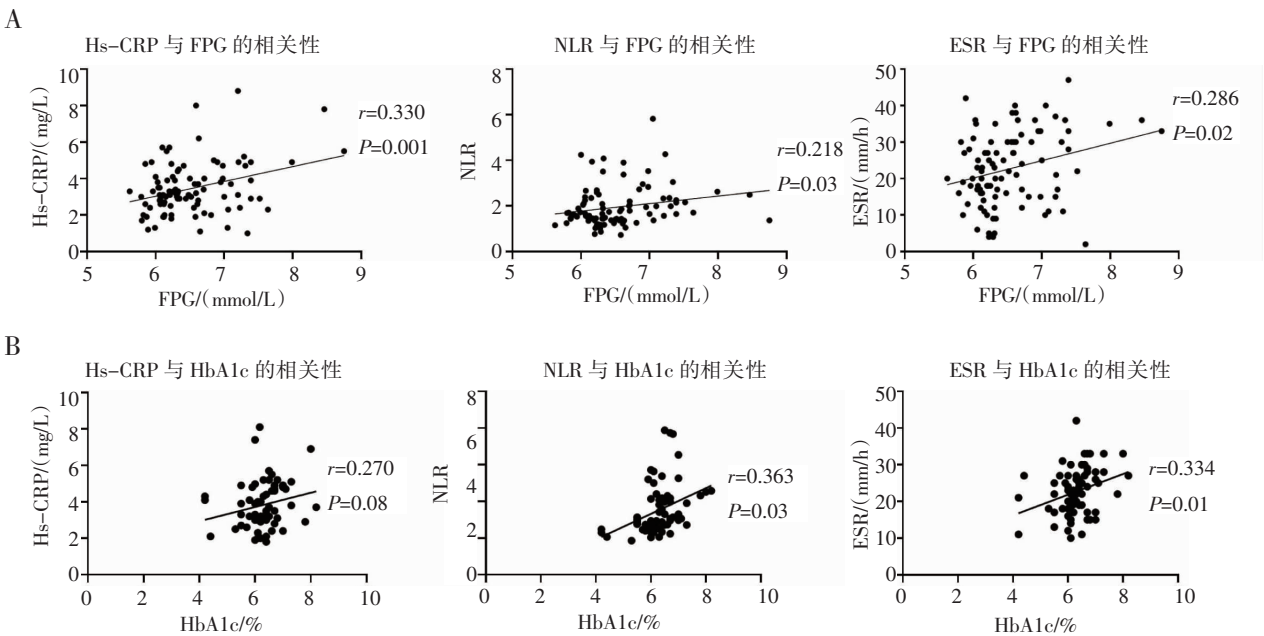 A
Hs-CRP 与 FPG 的相关性
10
8
6
4
2
0
Hs-CRP/(mg/L)
r=0.330
P=0.001
5 6 7 8 9
FPG/(mmol/L)
NLR 与 FPG 的相关性
8
6
4
2
0
NLR
r=0.218
P=0.03
5 6 7 8 9
FPG/(mmol/L)
ESR 与 FPG 的相关性
50
40
30
20
10
0
ESR/(mm/h)
r=0.286
P=0.02
5 6 7 8 9
FPG/(mmol/L)
B
Hs-CRP 与 HbA1c 的相关性
10
8
6
4
2
0
Hs-CRP/(mg/L)
r=0.270
P=0.08
0 2 4 6 8 10
HbA1c/%
NLR 与 HbA1c 的相关性
8
6
4
2
0
NLR
r=0.363
P=0.03
0 2 4 6 8 10
HbA1c/%
ESR 与 HbA1c 的相关性
50
40
30
20
10
0
ESR/(mm/h)
r=0.334
P=0.01
0 2 4 6 8 10
HbA1c/%